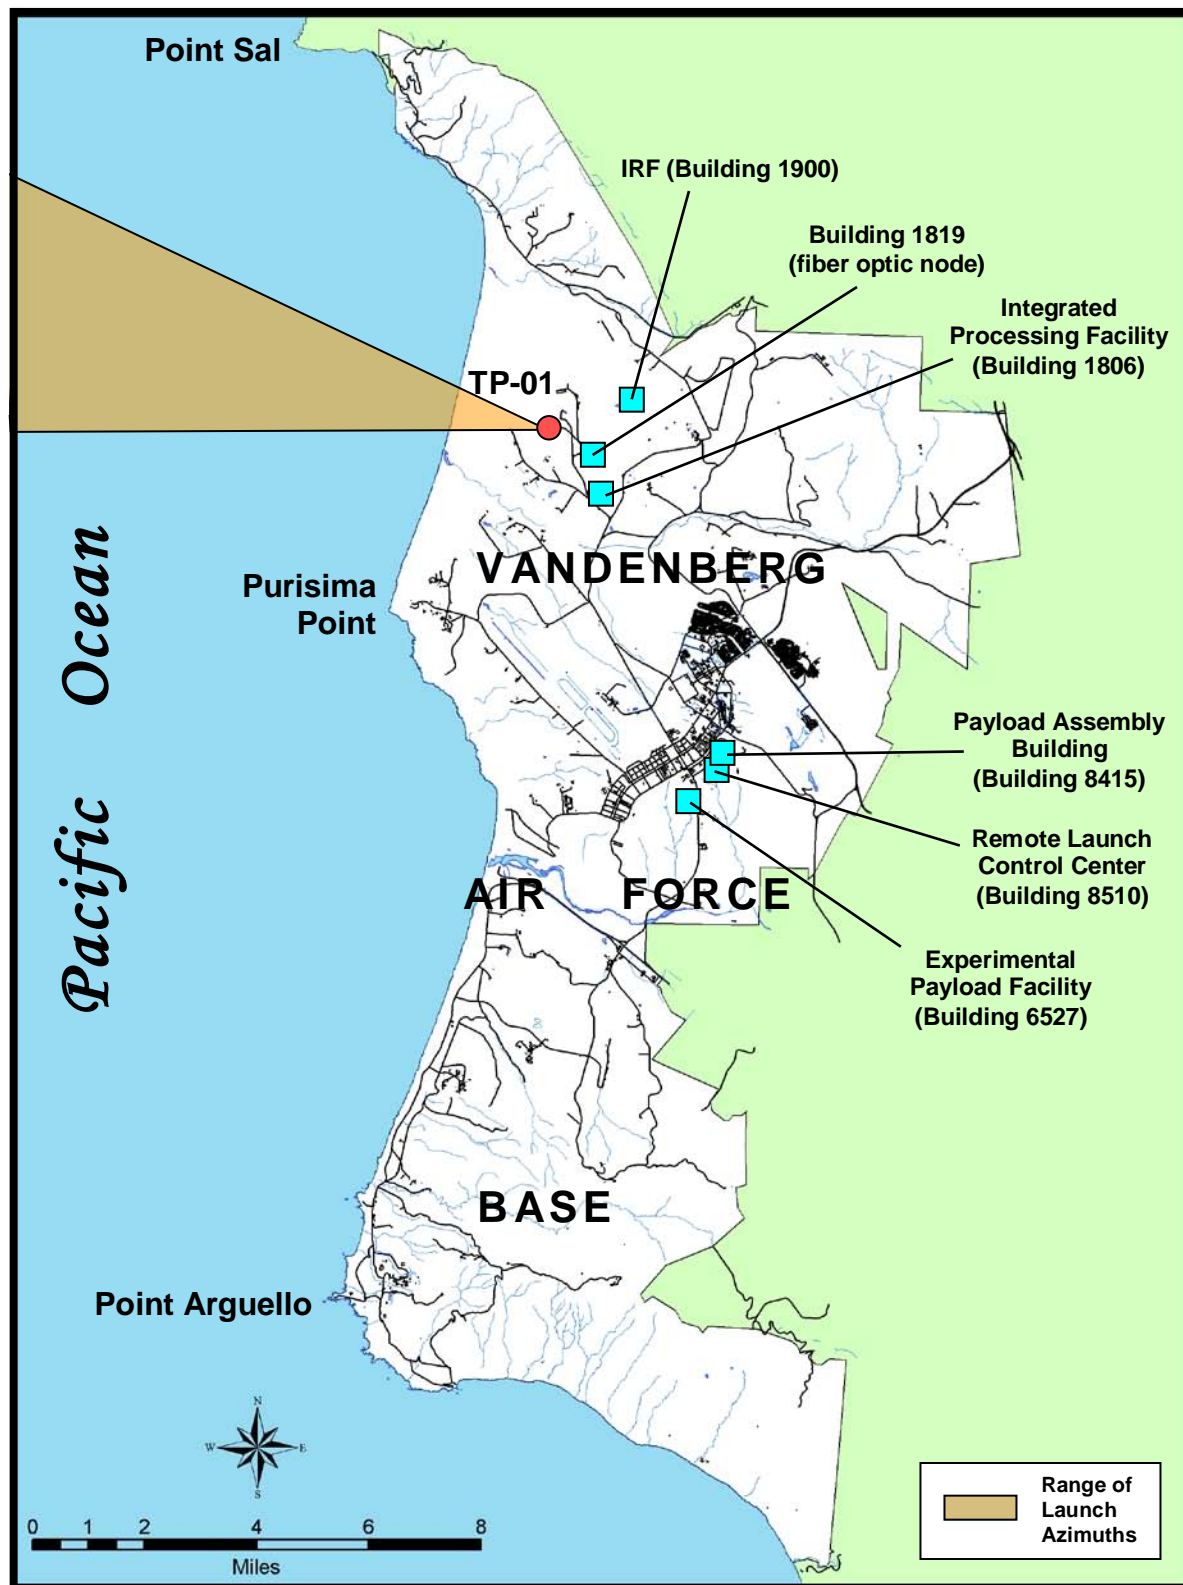 Point Sal
IRF (Building 1900)
Building 1819
(fiber optic node)
Integrated
Processing Facility
(Building 1806)
TP-01
VANDENBERG
Purisima
Point
Pacific Ocean
Payload Assembly
Building
(Building 8415)
Remote Launch
Control Center
(Building 8510)
AIR FORCE
Experimental
Payload Facility
(Building 6527)
BASE
Point Arguello
N
W E
S
0 1 2 4 6 8
Miles
Range of
Launch
Azimuths